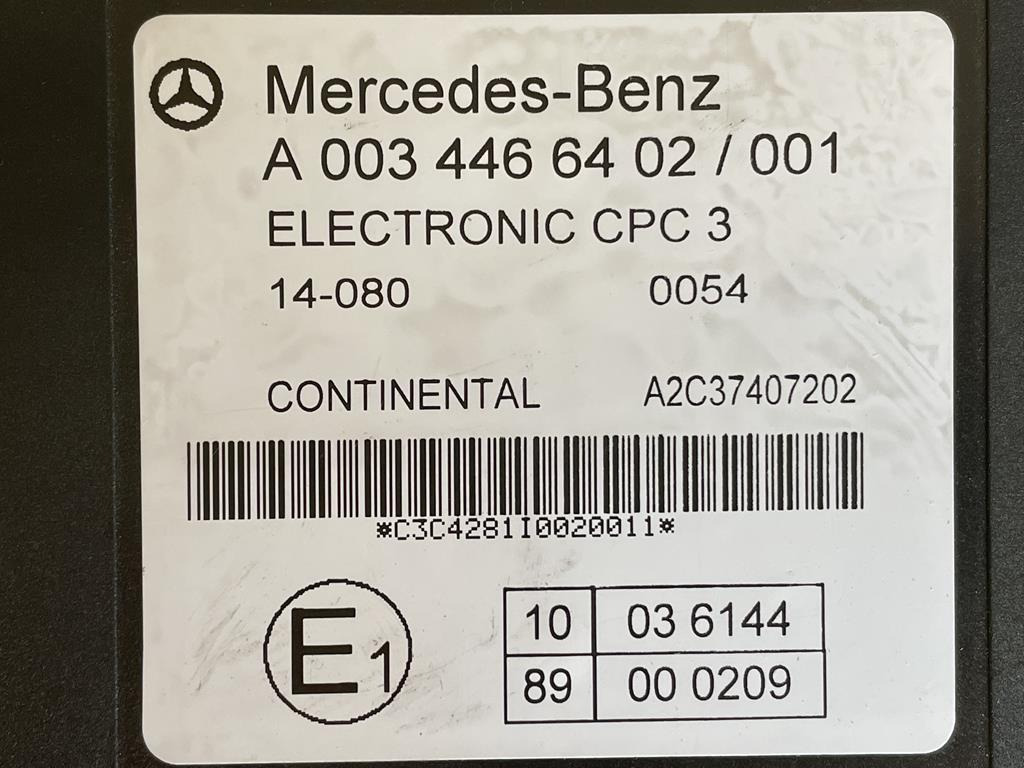 Mercedes-Benz
A 003 446 64 02 / 001
ELECTRONIC CPC 3
14-080 0054
CONTINENTAL A2C37407202
*C3C4281I0020011*
E1
10 03 6144
89 00 0209